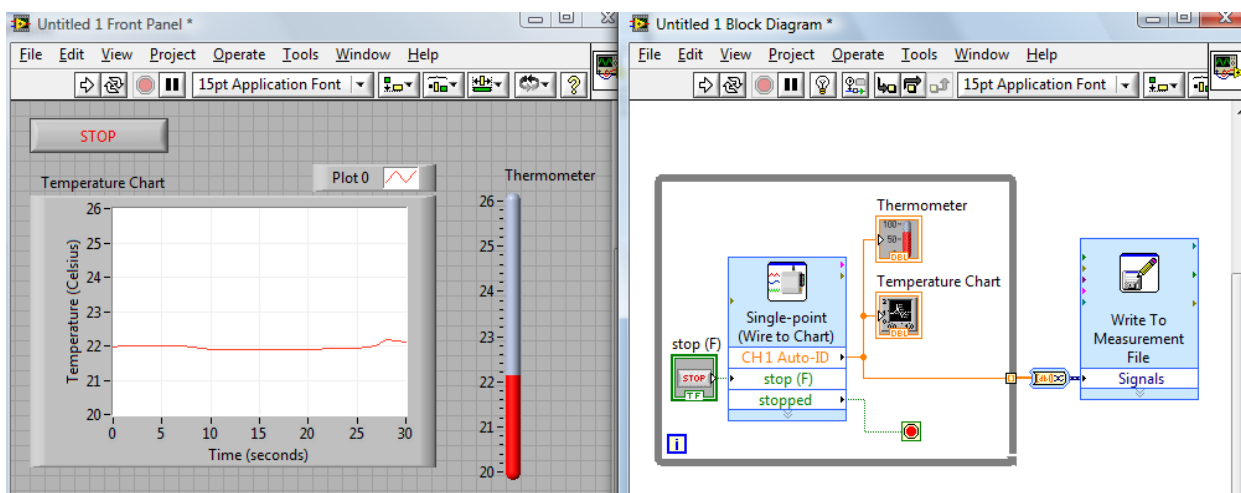 Untitled 1 Front Panel *
File Edit View Project Operate Tools Window Help
15pt Application Font
STOP
Temperature Chart
Plot 0
Thermometer
26
25
24
23
22
21
20
Temperature (Celsius)
0 5 10 15 20 25 30
Time (seconds)
26
25
24
23
22
21
20
Untitled 1 Block Diagram *
File Edit View Project Operate Tools Window Help
15pt Application Font
Thermometer
100
50
DBL
Temperature Chart
DBL
Single-point
(Wire to Chart)
CH 1 Auto-ID
stop (F)
stopped
stop (F)
STOP
TF
i
Write To
Measurement
File
Signals